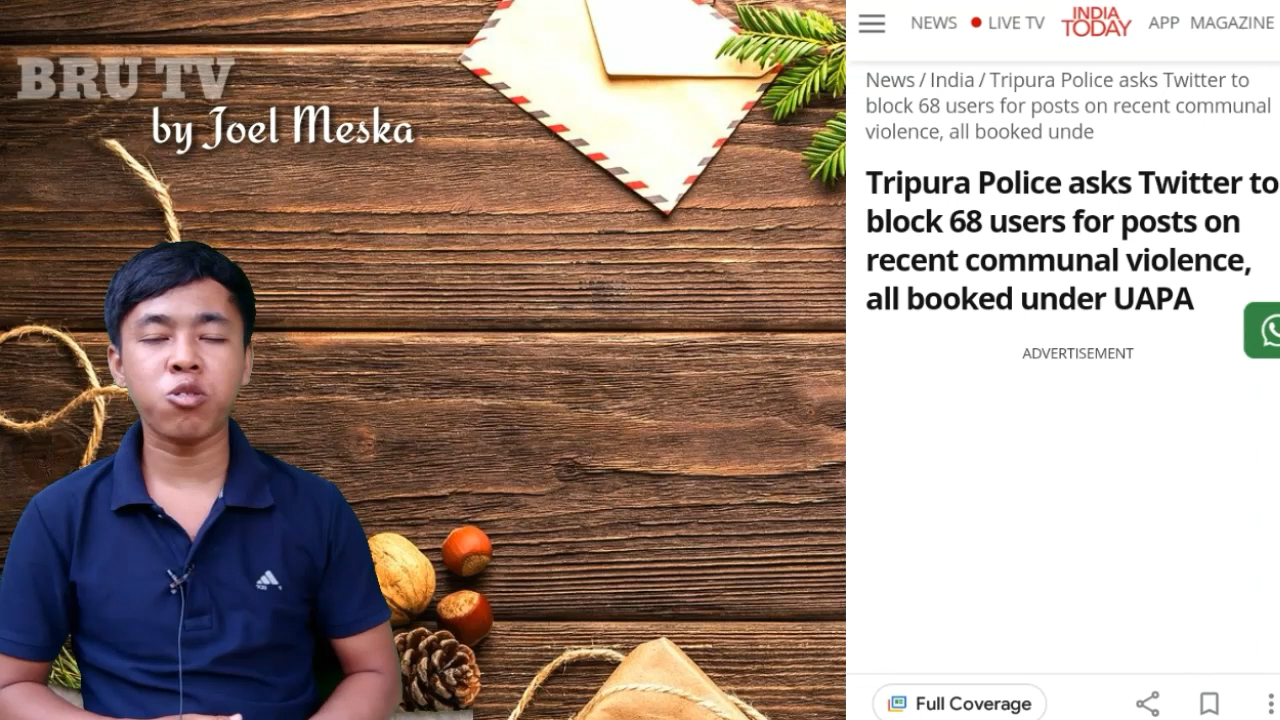 BRU TV
by Joel Meska
NEWS LIVE TV INDIA TODAY APP MAGAZINE
News / India / Tripura Police asks Twitter to
block 68 users for posts on recent communal
violence, all booked unde
Tripura Police asks Twitter to
block 68 users for posts on
recent communal violence,
all booked under UAPA
ADVERTISEMENT
Full Coverage